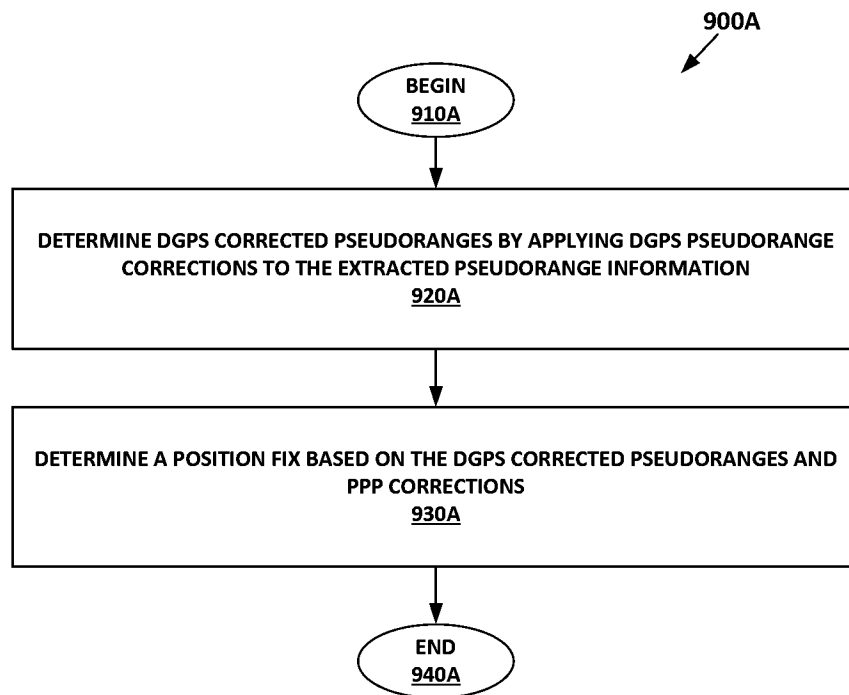 900A
BEGIN
910A
DETERMINE DGPS CORRECTED PSEUDORANGES BY APPLYING DGPS PSEUDORANGE
CORRECTIONS TO THE EXTRACTED PSEUDORANGE INFORMATION
920A
DETERMINE A POSITION FIX BASED ON THE DGPS CORRECTED PSEUDORANGES AND
PPP CORRECTIONS
930A
END
940A